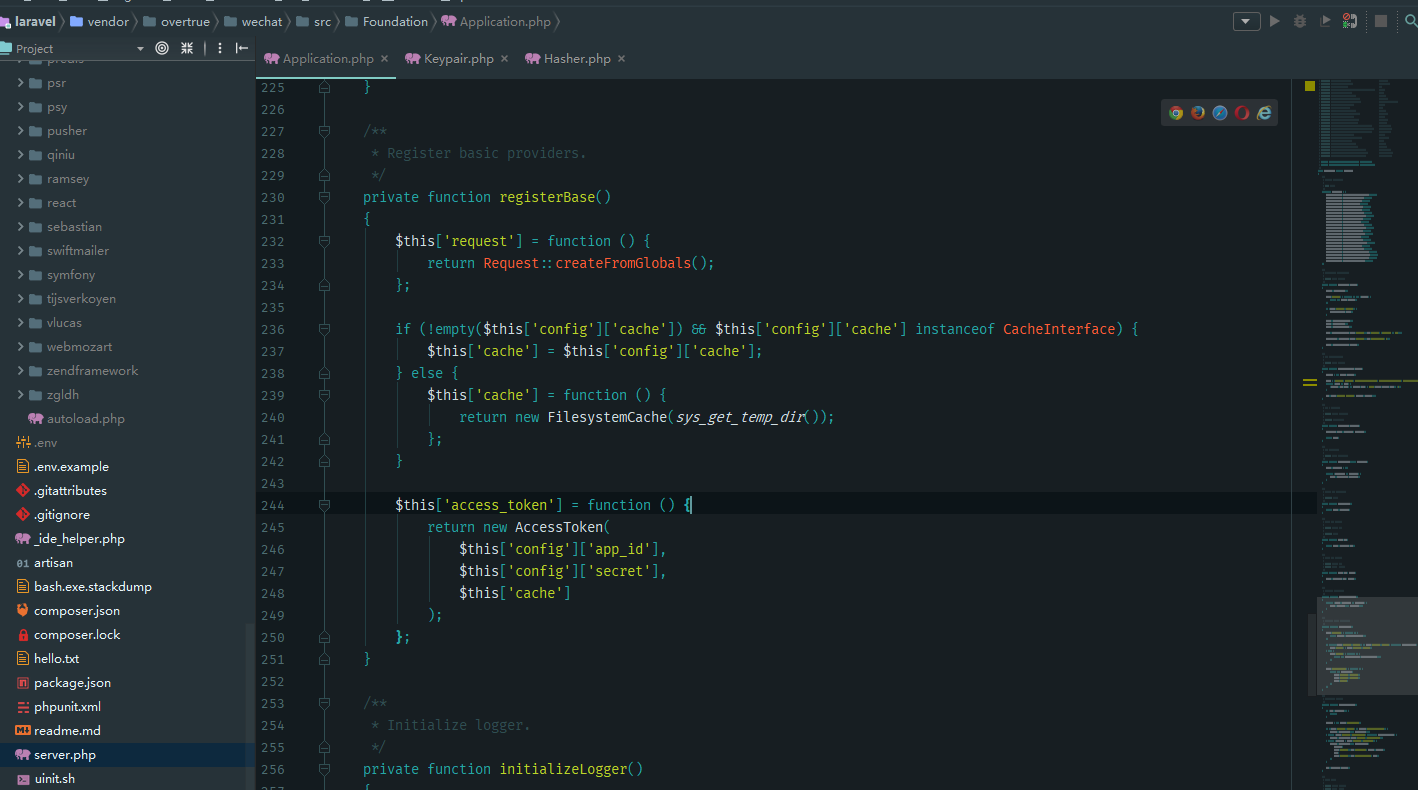 laravel vendor overtrue wechat src Foundation Application.php
Project
Application.php Keypair.php Hasher.php
predis
psr
psy
pusher
qiniu
ramsey
react
sebastian
swiftmailer
symfony
tijsverkoyen
vlucas
webmozart
zendframework
zgldh
autoload.php
.env
.env.example
.gitattributes
.gitignore
_ide_helper.php
artisan
bash.exe.stackdump
composer.json
composer.lock
hello.txt
package.json
phpunit.xml
readme.md
server.php
uinit.sh
225 }
226
227 /**
228 * Register basic providers.
229 */
230 private function registerBase()
231 {
232 $this['request'] = function () {
233 return Request::createFromGlobals();
234 };
235
236 if (!empty($this['config']['cache']) && $this['config']['cache'] instanceof CacheInterface) {
237 $this['cache'] = $this['config']['cache'];
238 } else {
239 $this['cache'] = function () {
240 return new FilesystemCache(sys_get_temp_dir());
241 };
242 }
243
244 $this['access_token'] = function () {
245 return new AccessToken(
246 $this['config']['app_id'],
247 $this['config']['secret'],
248 $this['cache']
249 );
250 };
251 }
252
253 /**
254 * Initialize logger.
255 */
256 private function initializeLogger()